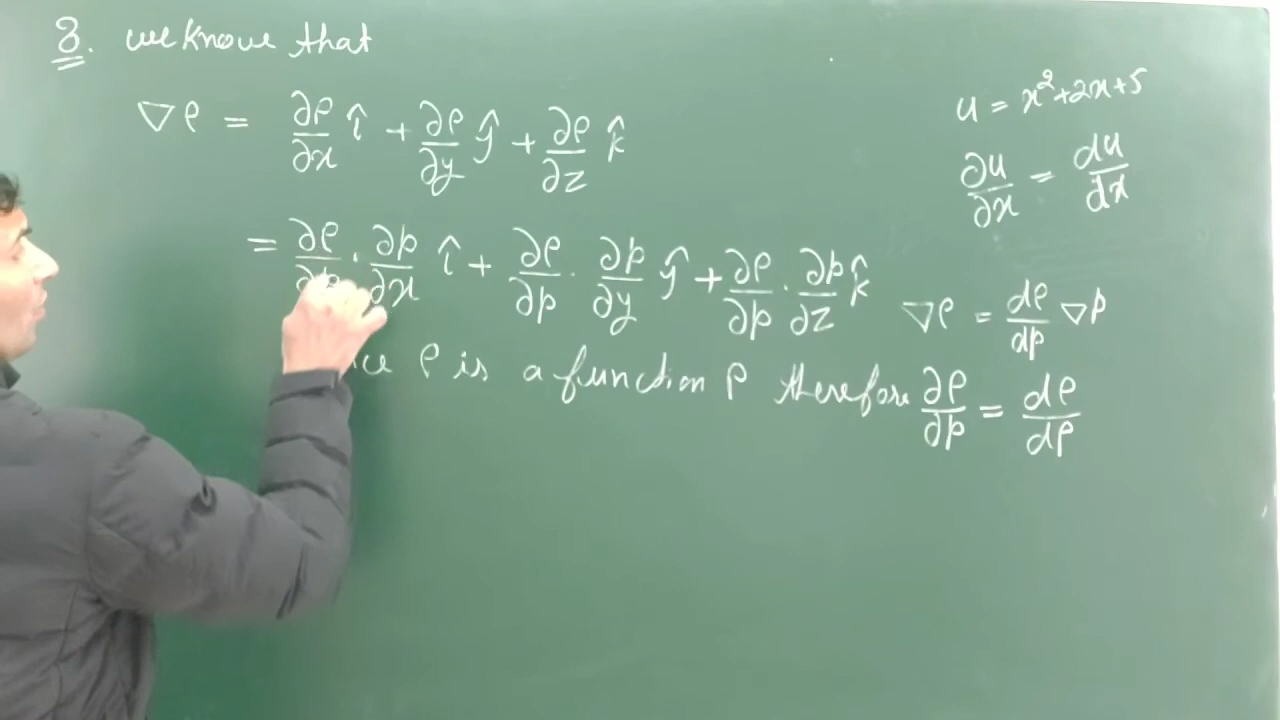 8. we know that
∇ρ = ∂ρ/∂x î + ∂ρ/∂y ĵ + ∂ρ/∂z k̂
= ∂ρ/∂p · ∂p/∂x î + ∂ρ/∂p · ∂p/∂y ĵ + ∂ρ/∂p · ∂p/∂z k̂
ρ is a function P therefore ∂ρ/∂p = dρ/dp
u = x²+2x+5
∂u/∂x = du/dx
∇ρ = dρ/dp ∇p